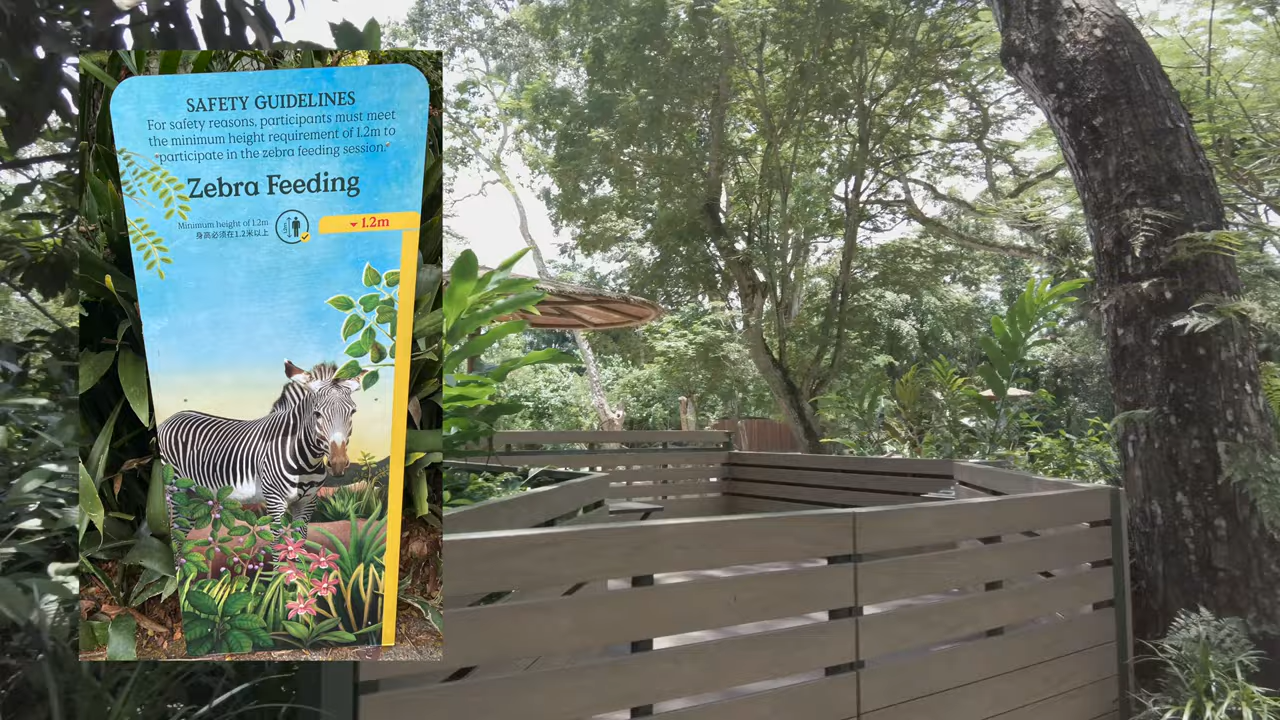 SAFETY GUIDELINES
For safety reasons, participants must meet
the minimum height requirement of 1.2m to
participate in the zebra feeding session.
Zebra Feeding
Minimum height of 1.2m
身高必须在1.2米以上
1.2m